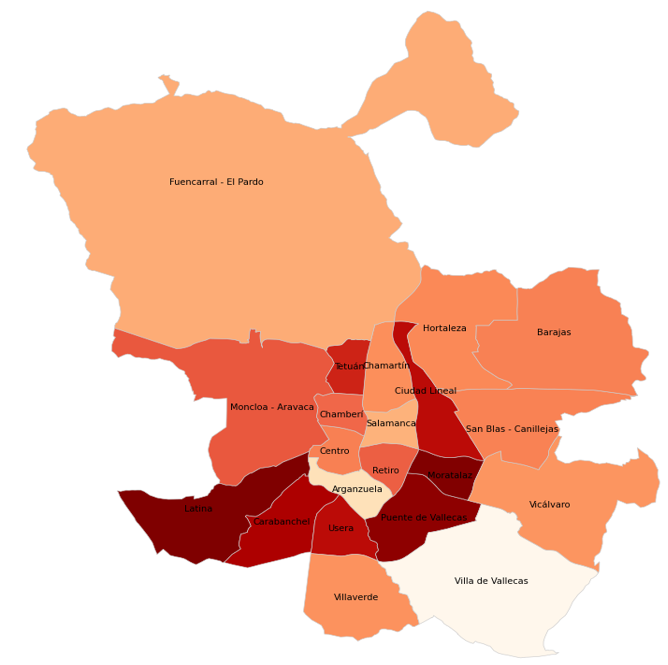 Fuencarral - El Pardo
Hortaleza
Barajas
Tetuán
Chamartín
Ciudad Lineal
Moncloa - Aravaca
Chamberí
Salamanca
San Blas - Canillejas
Centro
Retiro
Moratalaz
Arganzuela
Latina
Vicálvaro
Carabanchel
Puente de Vallecas
Usera
Villa de Vallecas
Villaverde